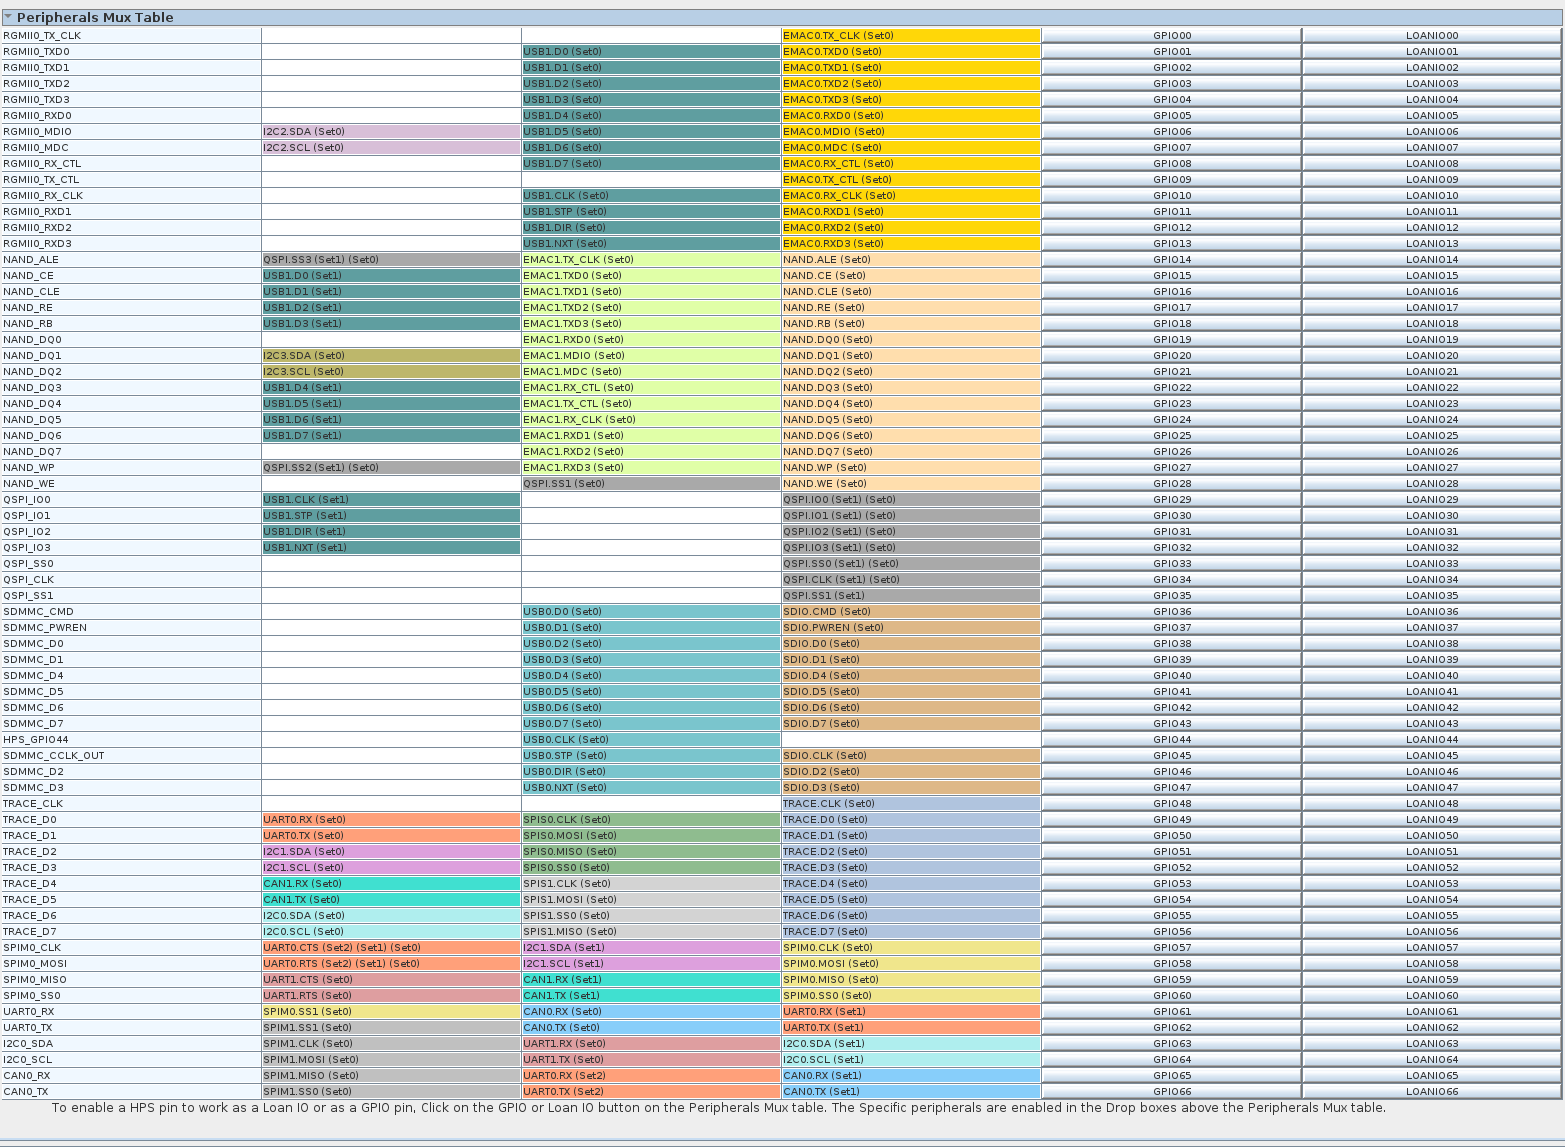 Peripherals Mux Table
RGMII0_TX_CLK EMAC0.TX_CLK (Set0) GPIO00 LOANIO00
RGMII0_TXD0 USB1.D0 (Set0) EMAC0.TXD0 (Set0) GPIO01 LOANIO01
RGMII0_TXD1 USB1.D1 (Set0) EMAC0.TXD1 (Set0) GPIO02 LOANIO02
RGMII0_TXD2 USB1.D2 (Set0) EMAC0.TXD2 (Set0) GPIO03 LOANIO03
RGMII0_TXD3 USB1.D3 (Set0) EMAC0.TXD3 (Set0) GPIO04 LOANIO04
RGMII0_RXD0 USB1.D4 (Set0) EMAC0.RXD0 (Set0) GPIO05 LOANIO05
RGMII0_MDIO I2C2.SDA (Set0) USB1.D5 (Set0) EMAC0.MDIO (Set0) GPIO06 LOANIO06
RGMII0_MDC I2C2.SCL (Set0) USB1.D6 (Set0) EMAC0.MDC (Set0) GPIO07 LOANIO07
RGMII0_RX_CTL USB1.D7 (Set0) EMAC0.RX_CTL (Set0) GPIO08 LOANIO08
RGMII0_TX_CTL EMAC0.TX_CTL (Set0) GPIO09 LOANIO09
RGMII0_RX_CLK USB1.CLK (Set0) EMAC0.RX_CLK (Set0) GPIO10 LOANIO10
RGMII0_RXD1 USB1.STP (Set0) EMAC0.RXD1 (Set0) GPIO11 LOANIO11
RGMII0_RXD2 USB1.DIR (Set0) EMAC0.RXD2 (Set0) GPIO12 LOANIO12
RGMII0_RXD3 USB1.NXT (Set0) EMAC0.RXD3 (Set0) GPIO13 LOANIO13
NAND_ALE QSPI.SS3 (Set1) (Set0) EMAC1.TX_CLK (Set0) NAND.ALE (Set0) GPIO14 LOANIO14
NAND_CE USB1.D0 (Set1) EMAC1.TXD0 (Set0) NAND.CE (Set0) GPIO15 LOANIO15
NAND_CLE USB1.D1 (Set1) EMAC1.TXD1 (Set0) NAND.CLE (Set0) GPIO16 LOANIO16
NAND_RE USB1.D2 (Set1) EMAC1.TXD2 (Set0) NAND.RE (Set0) GPIO17 LOANIO17
NAND_RB USB1.D3 (Set1) EMAC1.TXD3 (Set0) NAND.RB (Set0) GPIO18 LOANIO18
NAND_DQ0 EMAC1.RXD0 (Set0) NAND.DQ0 (Set0) GPIO19 LOANIO19
NAND_DQ1 I2C3.SDA (Set0) EMAC1.MDIO (Set0) NAND.DQ1 (Set0) GPIO20 LOANIO20
NAND_DQ2 I2C3.SCL (Set0) EMAC1.MDC (Set0) NAND.DQ2 (Set0) GPIO21 LOANIO21
NAND_DQ3 USB1.D4 (Set1) EMAC1.RX_CTL (Set0) NAND.DQ3 (Set0) GPIO22 LOANIO22
NAND_DQ4 USB1.D5 (Set1) EMAC1.TX_CTL (Set0) NAND.DQ4 (Set0) GPIO23 LOANIO23
NAND_DQ5 USB1.D6 (Set1) EMAC1.RX_CLK (Set0) NAND.DQ5 (Set0) GPIO24 LOANIO24
NAND_DQ6 USB1.D7 (Set1) EMAC1.RXD1 (Set0) NAND.DQ6 (Set0) GPIO25 LOANIO25
NAND_DQ7 EMAC1.RXD2 (Set0) NAND.DQ7 (Set0) GPIO26 LOANIO26
NAND_WP QSPI.SS2 (Set1) (Set0) EMAC1.RXD3 (Set0) NAND.WP (Set0) GPIO27 LOANIO27
NAND_WE QSPI.SS1 (Set0) NAND.WE (Set0) GPIO28 LOANIO28
QSPI_IO0 USB1.CLK (Set1) QSPI.IO0 (Set1) (Set0) GPIO29 LOANIO29
QSPI_IO1 USB1.STP (Set1) QSPI.IO1 (Set1) (Set0) GPIO30 LOANIO30
QSPI_IO2 USB1.DIR (Set1) QSPI.IO2 (Set1) (Set0) GPIO31 LOANIO31
QSPI_IO3 USB1.NXT (Set1) QSPI.IO3 (Set1) (Set0) GPIO32 LOANIO32
QSPI_SS0 QSPI.SS0 (Set1) (Set0) GPIO33 LOANIO33
QSPI_CLK QSPI.CLK (Set1) (Set0) GPIO34 LOANIO34
QSPI_SS1 QSPI.SS1 (Set1) GPIO35 LOANIO35
SDMMC_CMD USB0.D0 (Set0) SDIO.CMD (Set0) GPIO36 LOANIO36
SDMMC_PWREN USB0.D1 (Set0) SDIO.PWREN (Set0) GPIO37 LOANIO37
SDMMC_D0 USB0.D2 (Set0) SDIO.D0 (Set0) GPIO38 LOANIO38
SDMMC_D1 USB0.D3 (Set0) SDIO.D1 (Set0) GPIO39 LOANIO39
SDMMC_D4 USB0.D4 (Set0) SDIO.D4 (Set0) GPIO40 LOANIO40
SDMMC_D5 USB0.D5 (Set0) SDIO.D5 (Set0) GPIO41 LOANIO41
SDMMC_D6 USB0.D6 (Set0) SDIO.D6 (Set0) GPIO42 LOANIO42
SDMMC_D7 USB0.D7 (Set0) SDIO.D7 (Set0) GPIO43 LOANIO43
HPS_GPIO44 USB0.CLK (Set0) GPIO44 LOANIO44
SDMMC_CCLK_OUT USB0.STP (Set0) SDIO.CLK (Set0) GPIO45 LOANIO45
SDMMC_D2 USB0.DIR (Set0) SDIO.D2 (Set0) GPIO46 LOANIO46
SDMMC_D3 USB0.NXT (Set0) SDIO.D3 (Set0) GPIO47 LOANIO47
TRACE_CLK TRACE.CLK (Set0) GPIO48 LOANIO48
TRACE_D0 UART0.RX (Set0) SPIS0.CLK (Set0) TRACE.D0 (Set0) GPIO49 LOANIO49
TRACE_D1 UART0.TX (Set0) SPIS0.MOSI (Set0) TRACE.D1 (Set0) GPIO50 LOANIO50
TRACE_D2 I2C1.SDA (Set0) SPIS0.MISO (Set0) TRACE.D2 (Set0) GPIO51 LOANIO51
TRACE_D3 I2C1.SCL (Set0) SPIS0.SS0 (Set0) TRACE.D3 (Set0) GPIO52 LOANIO52
TRACE_D4 CAN1.RX (Set0) SPIS1.CLK (Set0) TRACE.D4 (Set0) GPIO53 LOANIO53
TRACE_D5 CAN1.TX (Set0) SPIS1.MOSI (Set0) TRACE.D5 (Set0) GPIO54 LOANIO54
TRACE_D6 I2C0.SDA (Set0) SPIS1.SS0 (Set0) TRACE.D6 (Set0) GPIO55 LOANIO55
TRACE_D7 I2C0.SCL (Set0) SPIS1.MISO (Set0) TRACE.D7 (Set0) GPIO56 LOANIO56
SPIM0_CLK UART0.CTS (Set2) (Set1) (Set0) I2C1.SDA (Set1) SPIM0.CLK (Set0) GPIO57 LOANIO57
SPIM0_MOSI UART0.RTS (Set2) (Set1) (Set0) I2C1.SCL (Set1) SPIM0.MOSI (Set0) GPIO58 LOANIO58
SPIM0_MISO UART1.CTS (Set0) CAN1.RX (Set1) SPIM0.MISO (Set0) GPIO59 LOANIO59
SPIM0_SS0 UART1.RTS (Set0) CAN1.TX (Set1) SPIM0.SS0 (Set0) GPIO60 LOANIO60
UART0_RX SPIM0.SS1 (Set0) CAN0.RX (Set0) UART0.RX (Set1) GPIO61 LOANIO61
UART0_TX SPIM1.SS1 (Set0) CAN0.TX (Set0) UART0.TX (Set1) GPIO62 LOANIO62
I2C0_SDA SPIM1.CLK (Set0) UART1.RX (Set0) I2C0.SDA (Set1) GPIO63 LOANIO63
I2C0_SCL SPIM1.MOSI (Set0) UART1.TX (Set0) I2C0.SCL (Set1) GPIO64 LOANIO64
CAN0_RX SPIM1.MISO (Set0) UART0.RX (Set2) CAN0.RX (Set1) GPIO65 LOANIO65
CAN0_TX SPIM1.SS0 (Set0) UART0.TX (Set2) CAN0.TX (Set1) GPIO66 LOANIO66
To enable a HPS pin to work as a Loan IO or as a GPIO pin, Click on the GPIO or Loan IO button on the Peripherals Mux table. The Specific peripherals are enabled in the Drop boxes above the Peripherals Mux table.